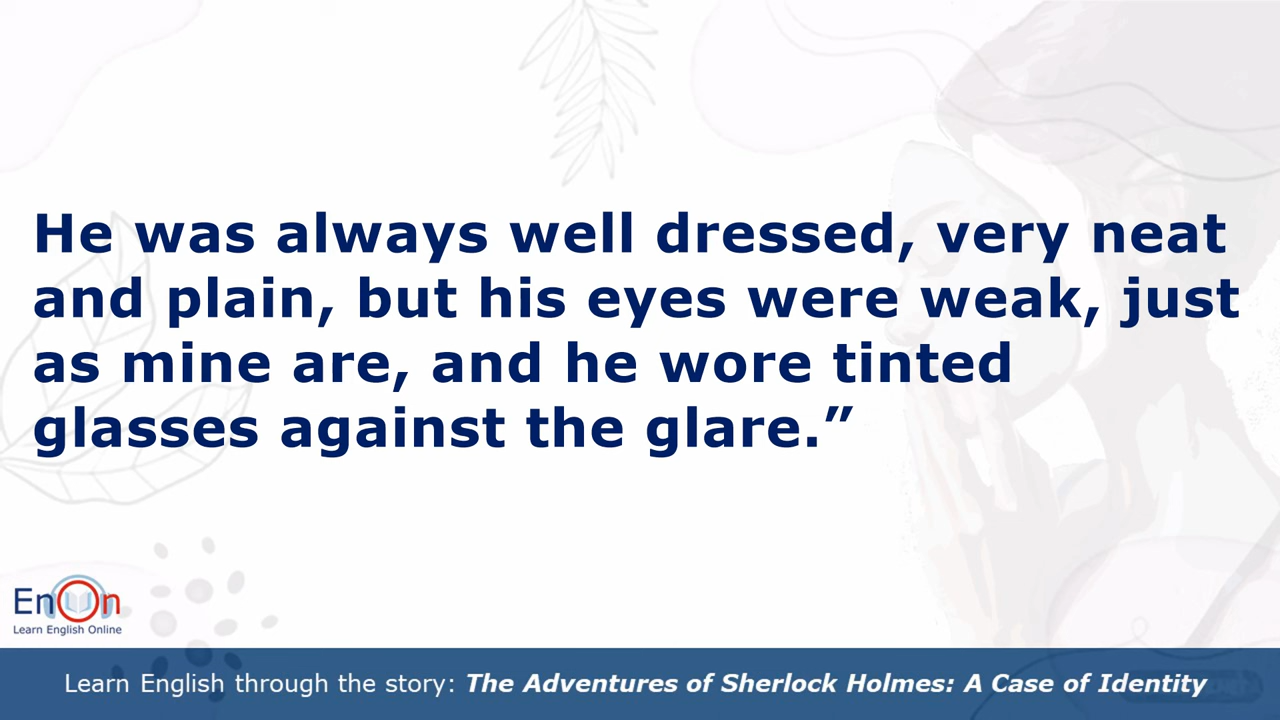 He was always well dressed, very neat
and plain, but his eyes were weak, just
as mine are, and he wore tinted
glasses against the glare.”
EnOn
Learn English Online
Learn English through the story: The Adventures of Sherlock Holmes: A Case of Identity